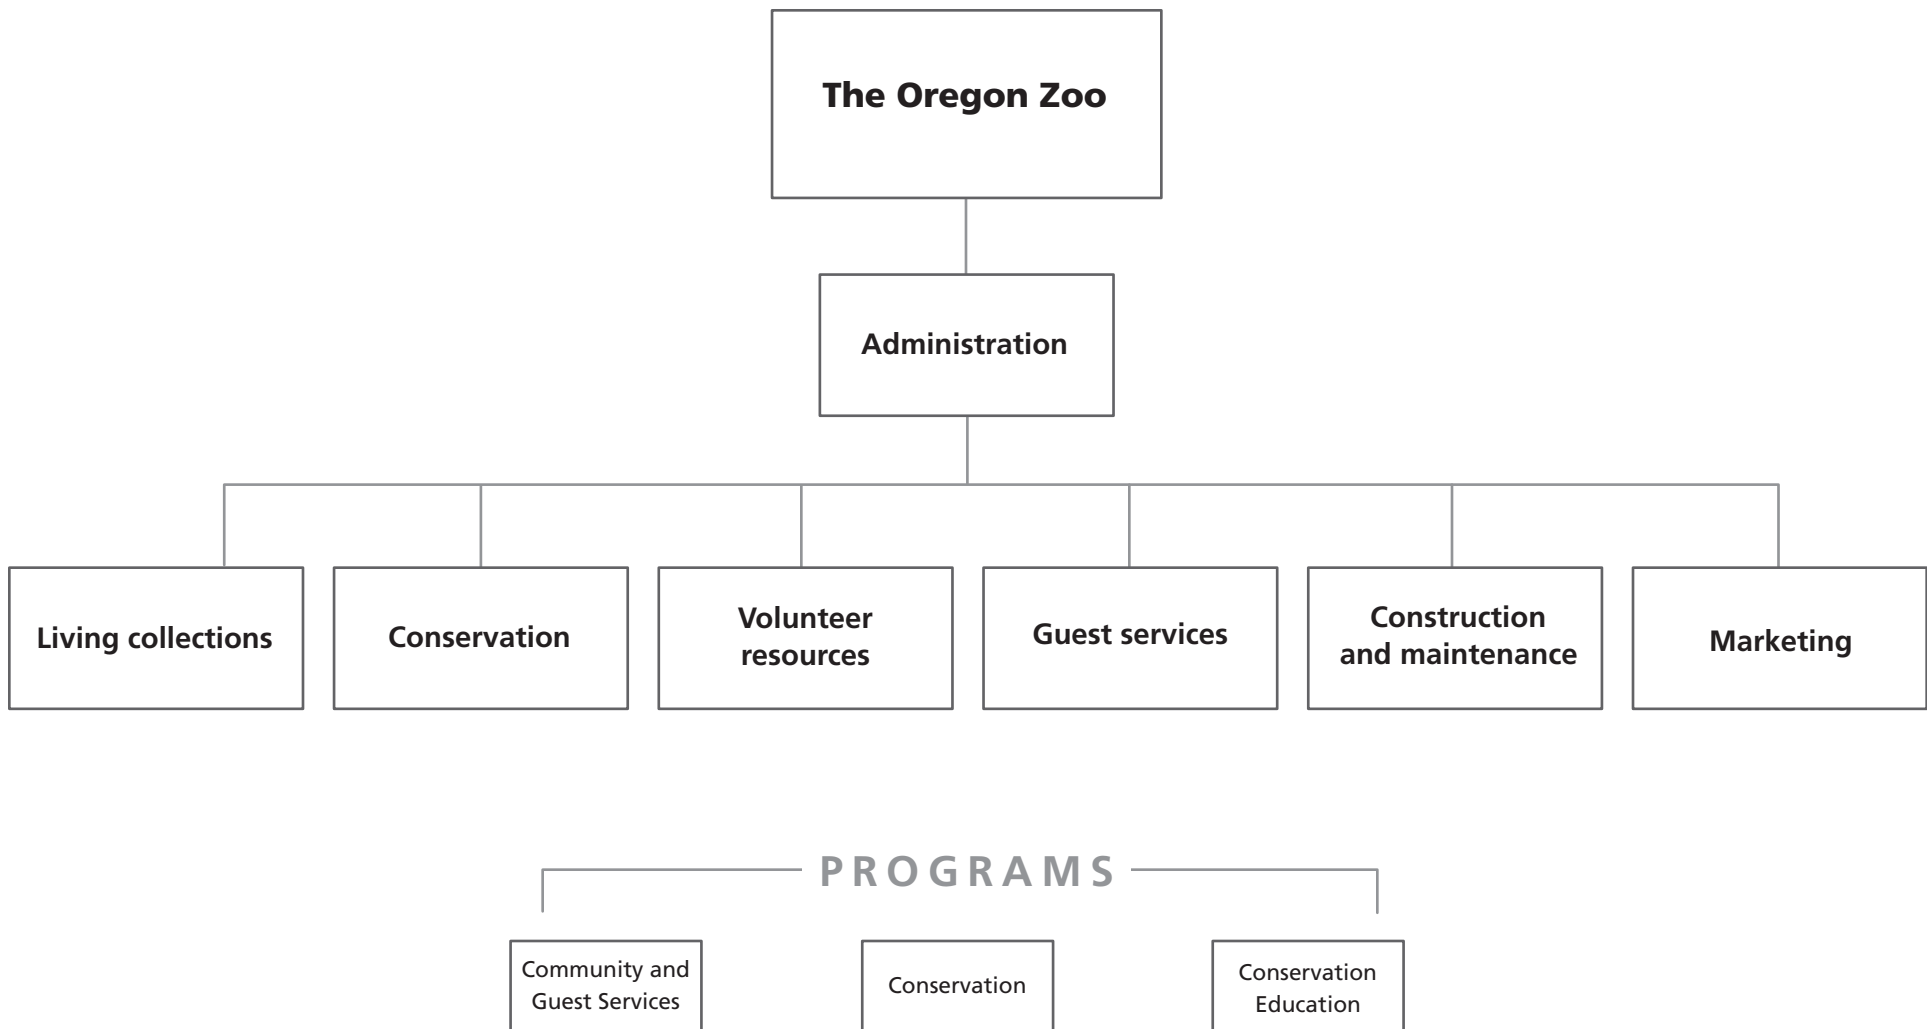 The Oregon Zoo
Administration
Living collections
Conservation
Volunteer
resources
Guest services
Construction
and maintenance
Marketing
PROGRAMS
Community and
Guest Services
Conservation
Conservation
Education